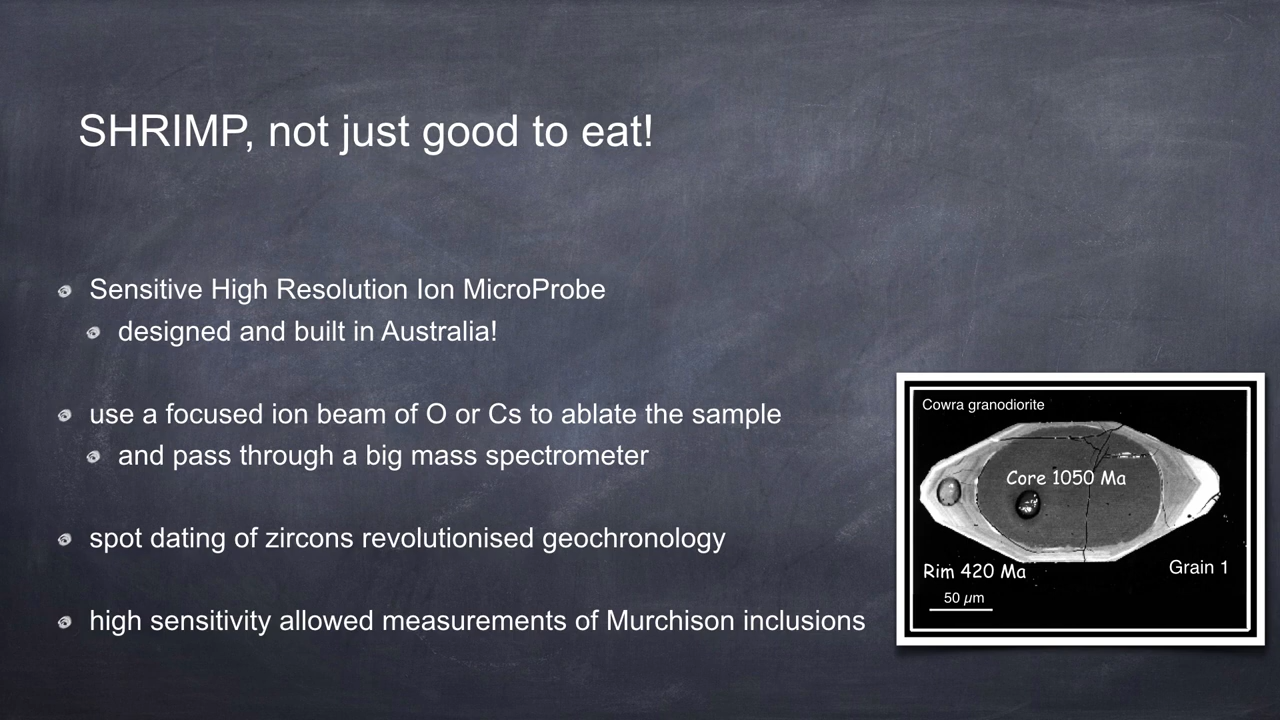 SHRIMP, not just good to eat!
Sensitive High Resolution Ion MicroProbe
designed and built in Australia!
use a focused ion beam of O or Cs to ablate the sample
and pass through a big mass spectrometer
spot dating of zircons revolutionised geochronology
high sensitivity allowed measurements of Murchison inclusions
Cowra granodiorite
Core 1050 Ma
Rim 420 Ma
Grain 1
50 µm